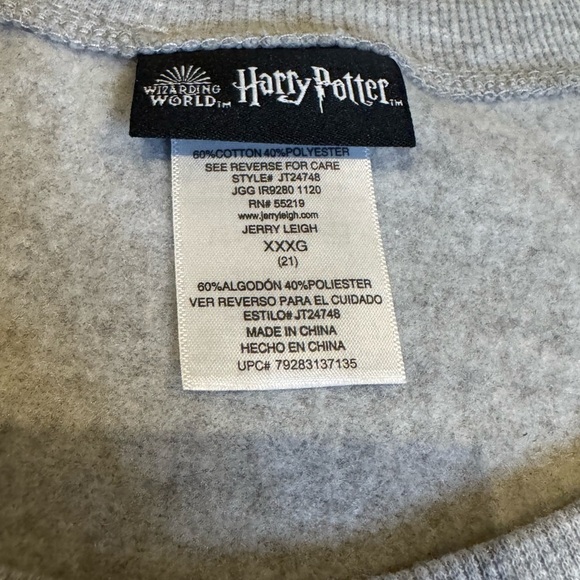 WIZARDING
WORLD™
Harry Potter™
60%COTTON 40%POLYESTER
SEE REVERSE FOR CARE
STYLE# JT24748
JGG IR9280 1120
RN# 55219
www.jerryleigh.com
JERRY LEIGH
XXXG
(21)
60%ALGODÓN 40%POLIESTER
VER REVERSO PARA EL CUIDADO
ESTILO#JT24748
MADE IN CHINA
HECHO EN CHINA
UPC# 79283137135